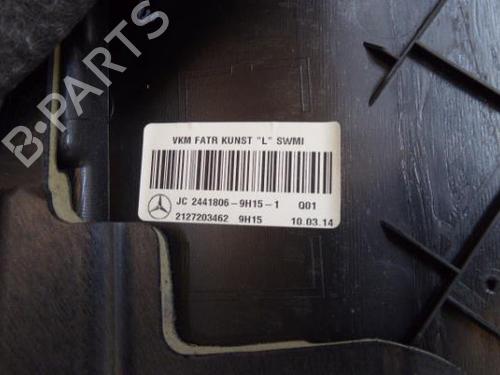 VKM FATR KUNST "L" SWMI
JC 2441806-9H15-1 Q01
2127203462 9H15 10.03.14
B-PARTS